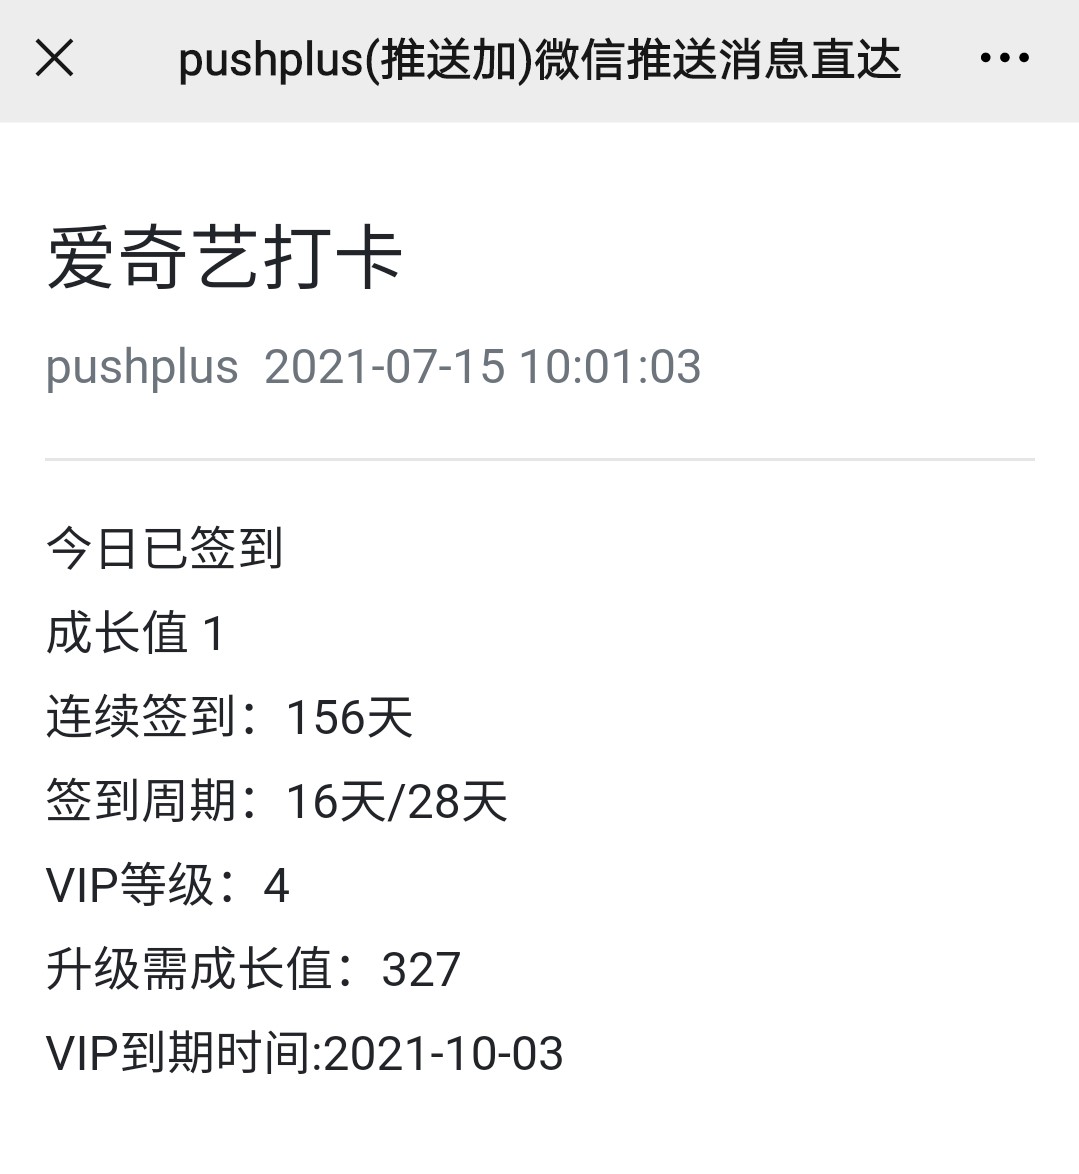 pushplus(推送加)微信推送消息直达
爱奇艺打卡
pushplus 2021-07-15 10:01:03
今日已签到
成长值 1
连续签到：156天
签到周期：16天/28天
VIP等级：4
升级需成长值：327
VIP到期时间:2021-10-03